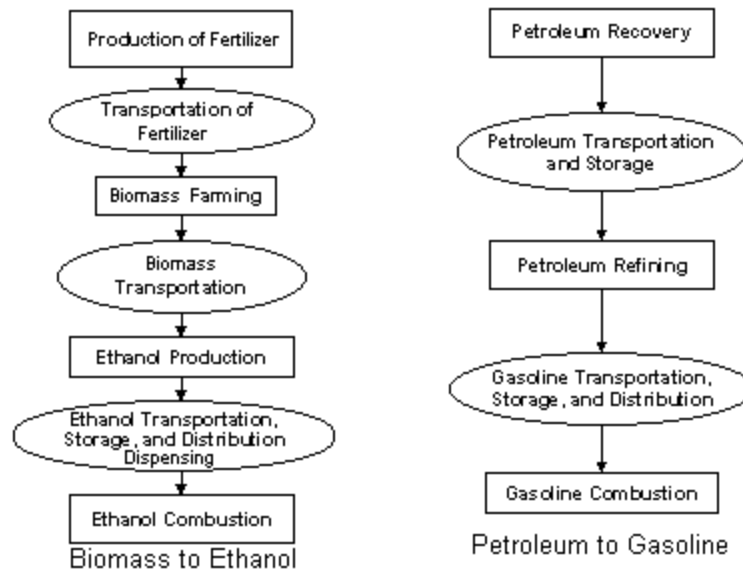 Production of Fertilizer
Transportation of
Fertilizer
Biomass Farming
Biomass
Transportation
Ethanol Production
Ethanol Transportation,
Storage, and Distribution
Dispensing
Ethanol Combustion
Biomass to Ethanol
Petroleum Recovery
Petroleum Transportation
and Storage
Petroleum Refining
Gasoline Transportation,
Storage, and Distribution
Gasoline Combustion
Petroleum to Gasoline